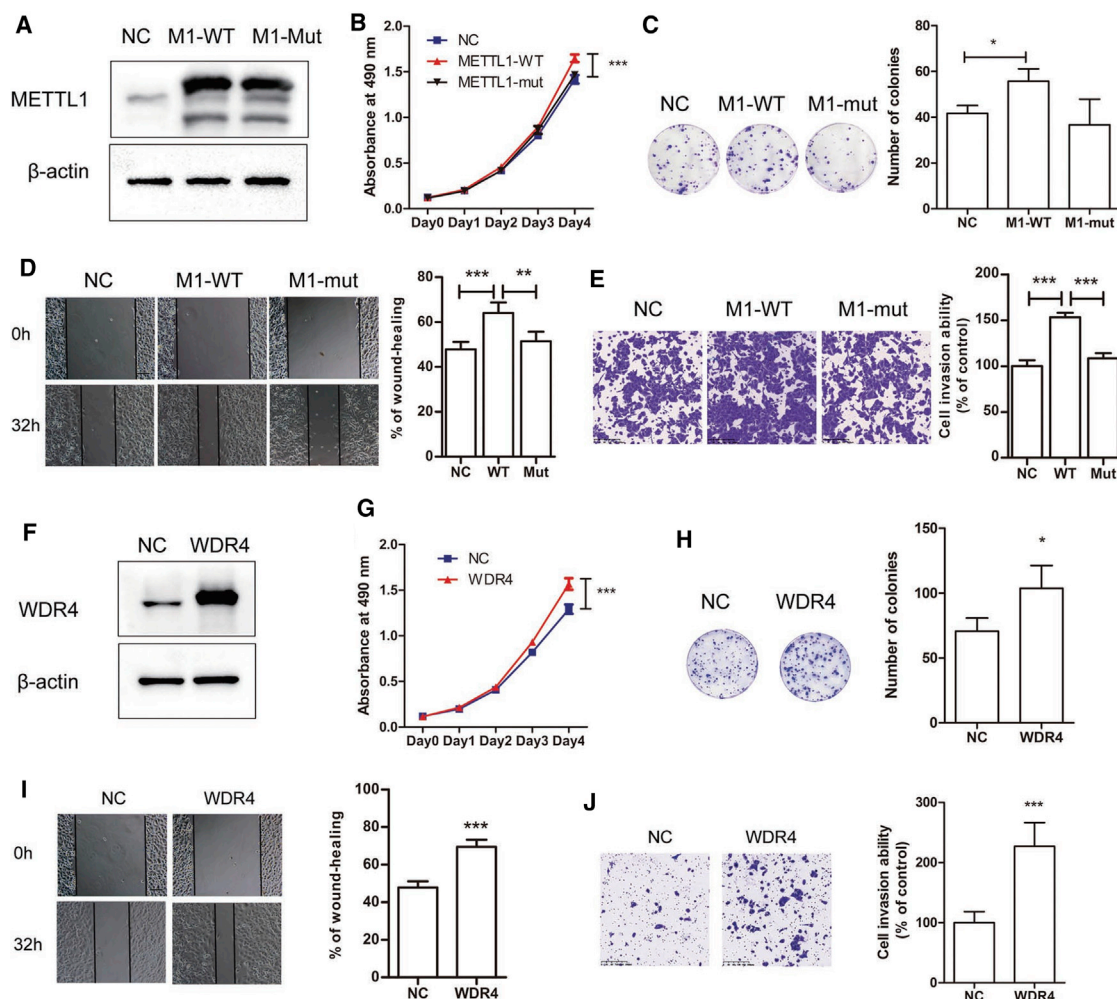 A
NC M1-WT M1-Mut
METTL1
β-actin
B
Absorbance at 490 nm
2.0
1.5
1.0
0.5
0.0
NC
METTL1-WT
METTL1-mut
***
Day0 Day1 Day2 Day3 Day4
C
NC M1-WT M1-mut
Number of colonies
80
60
40
20
0
*
NC M1-WT M1-mut
D
NC M1-WT M1-mut
0h
32h
% of wound-healing
80
60
40
20
0
*** **
NC WT Mut
E
NC M1-WT M1-mut
Cell invasion ability
(% of control)
200
150
100
50
0
*** ***
NC WT Mut
F
NC WDR4
WDR4
β-actin
G
Absorbance at 490 nm
2.0
1.5
1.0
0.5
0.0
NC
WDR4
***
Day0 Day1 Day2 Day3 Day4
H
NC WDR4
Number of colonies
150
100
50
0
*
NC WDR4
I
NC WDR4
0h
32h
% of wound-healing
100
80
60
40
20
0
***
NC WDR4
J
NC WDR4
Cell invasion ability
(% of control)
300
200
100
0
***
NC WDR4